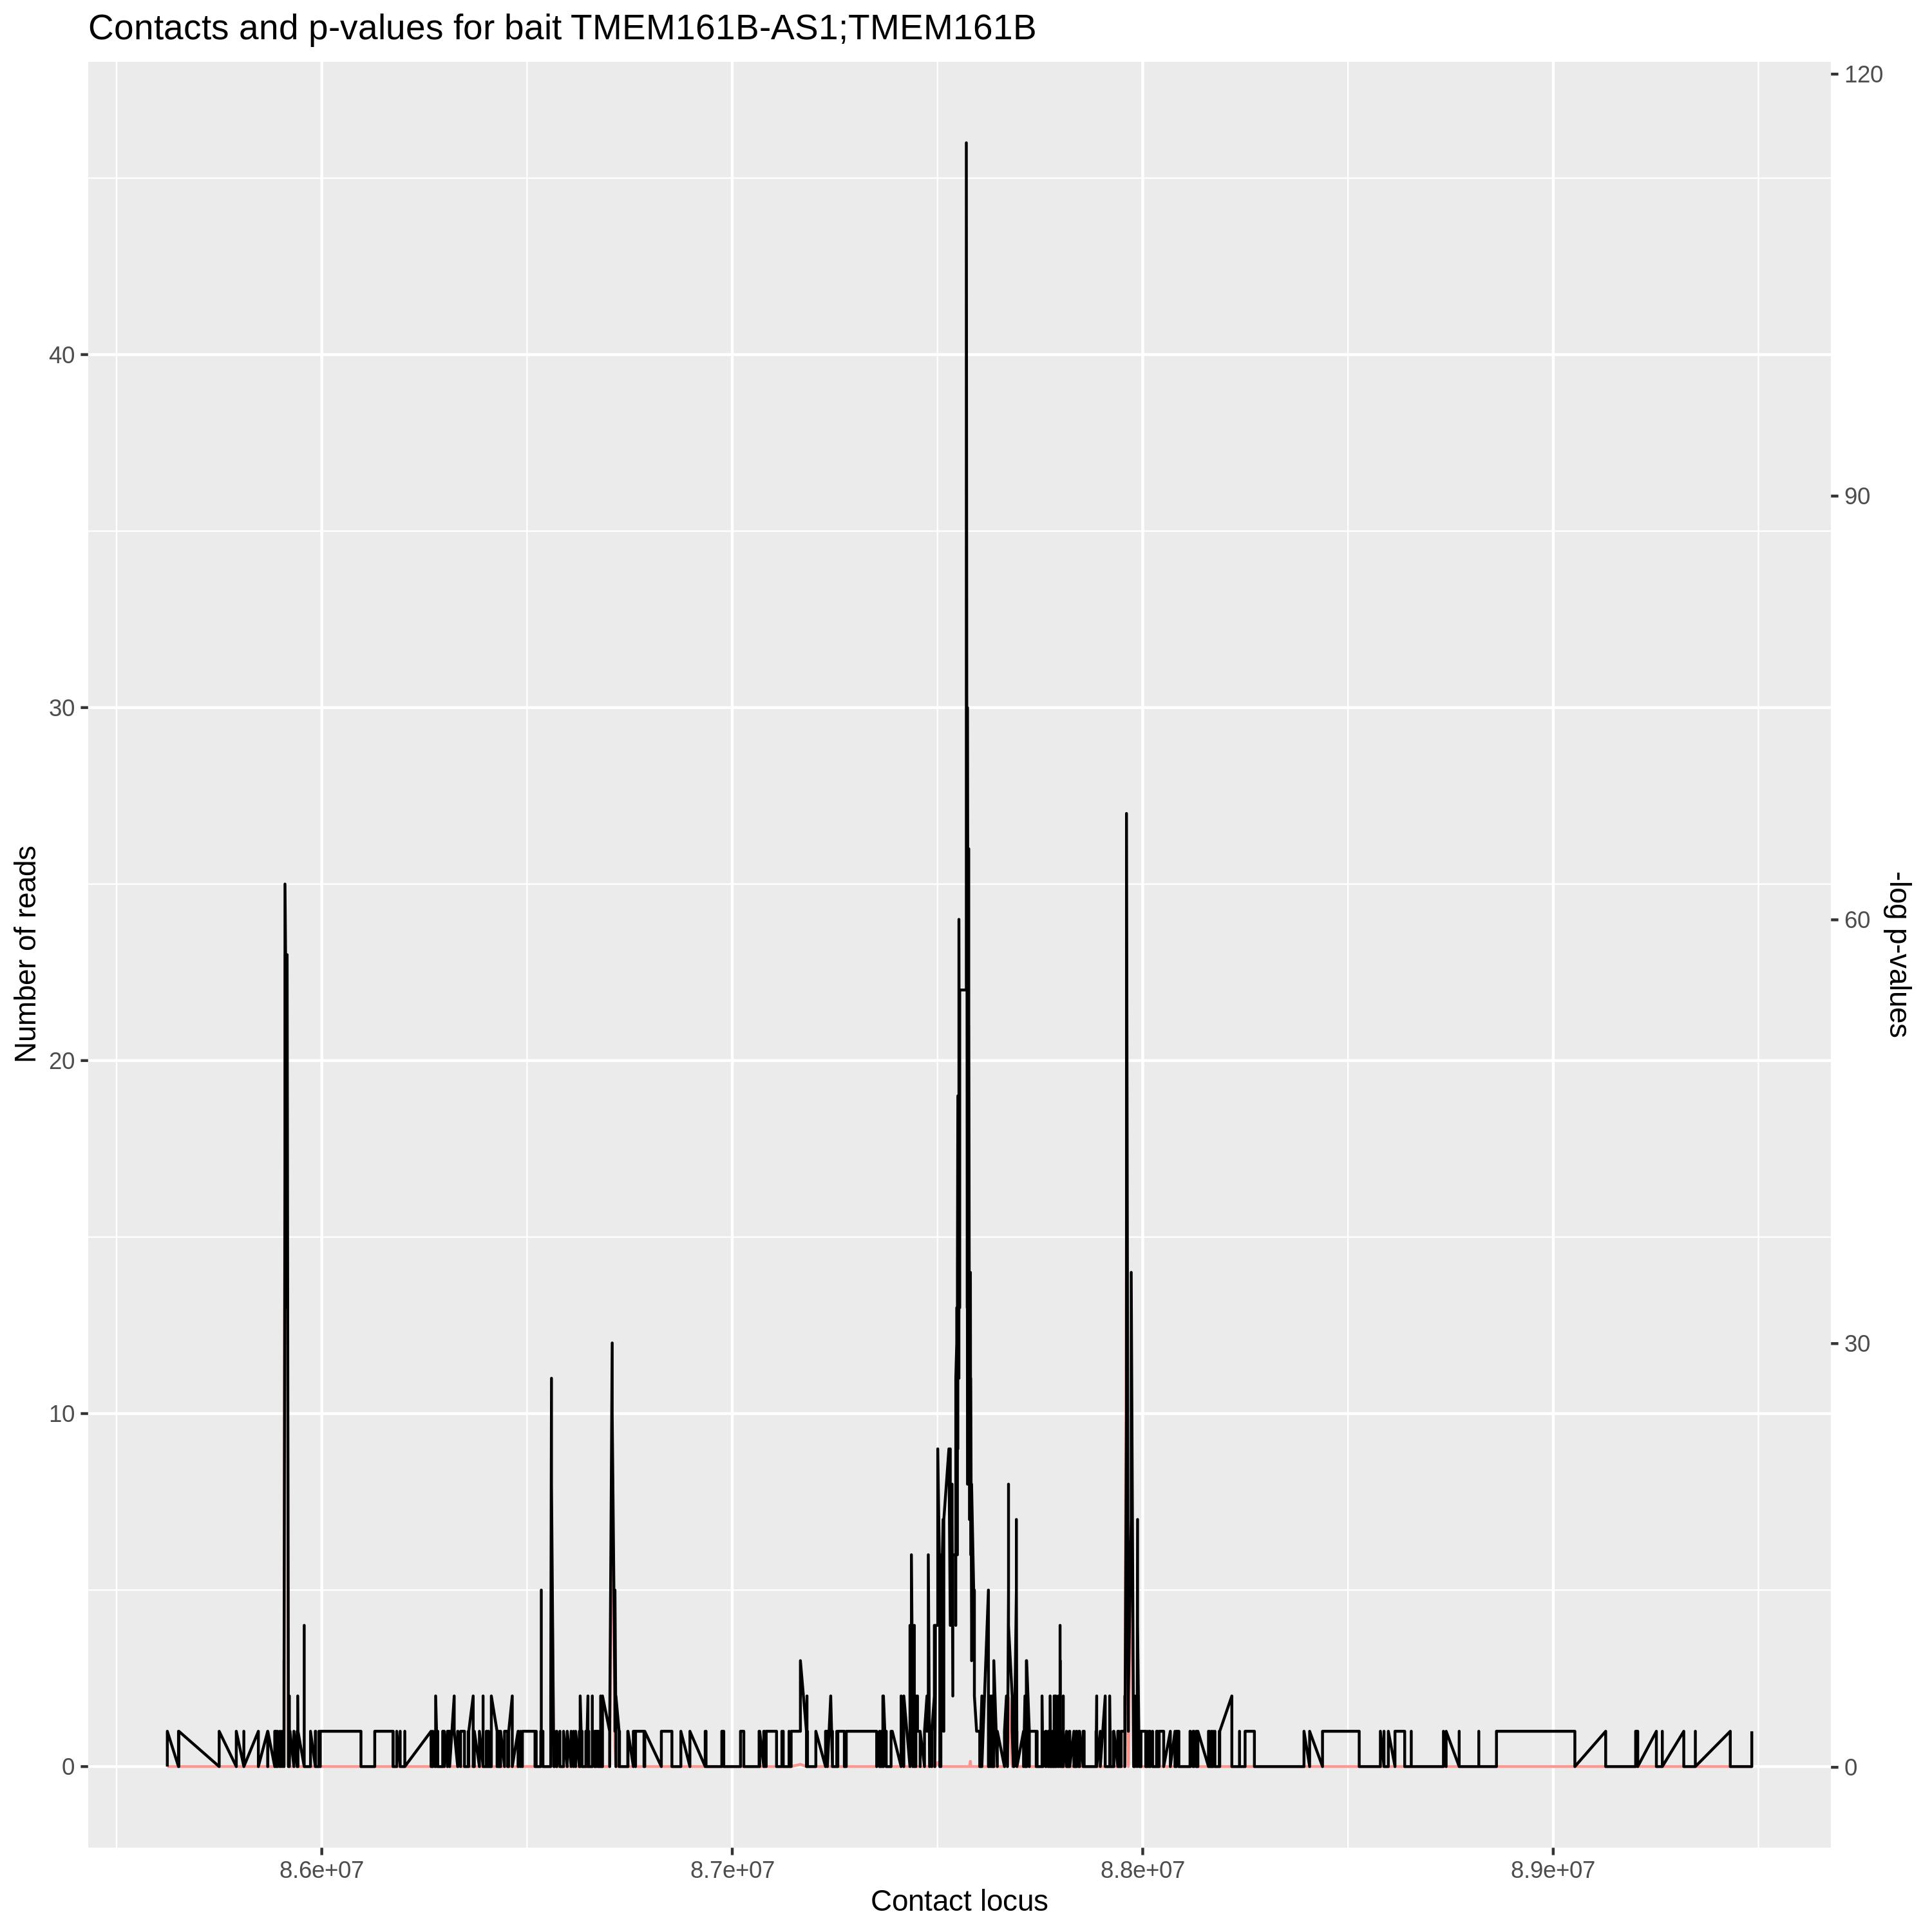 Contacts and p-values for bait TMEM161B-AS1;TMEM161B
120
40
90
30
Number of reads
-log p-values
60
20
30
10
0
0
8.6e+07
8.7e+07
8.8e+07
8.9e+07
Contact locus